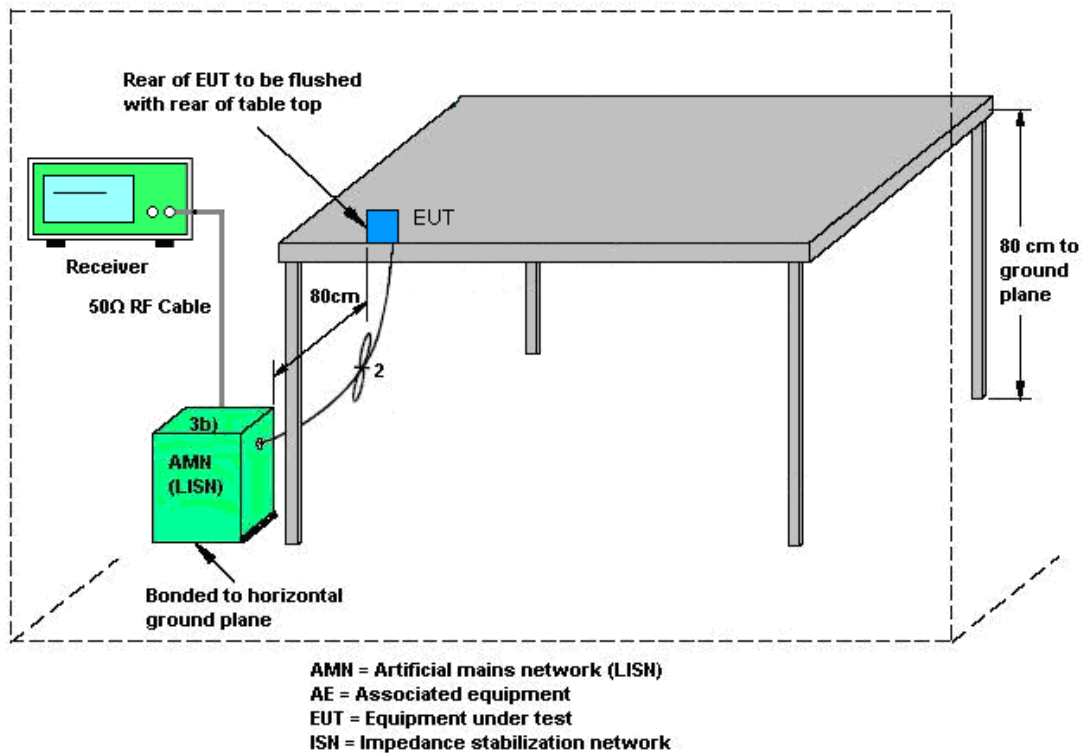 Rear of EUT to be flushed
with rear of table top
EUT
Receiver
80cm
80 cm to
ground
plane
50Ω RF Cable
2
3b)
AMN
(LISN)
Bonded to horizontal
ground plane
AMN = Artificial mains network (LISN)
AE = Associated equipment
EUT = Equipment under test
ISN = Impedance stabilization network